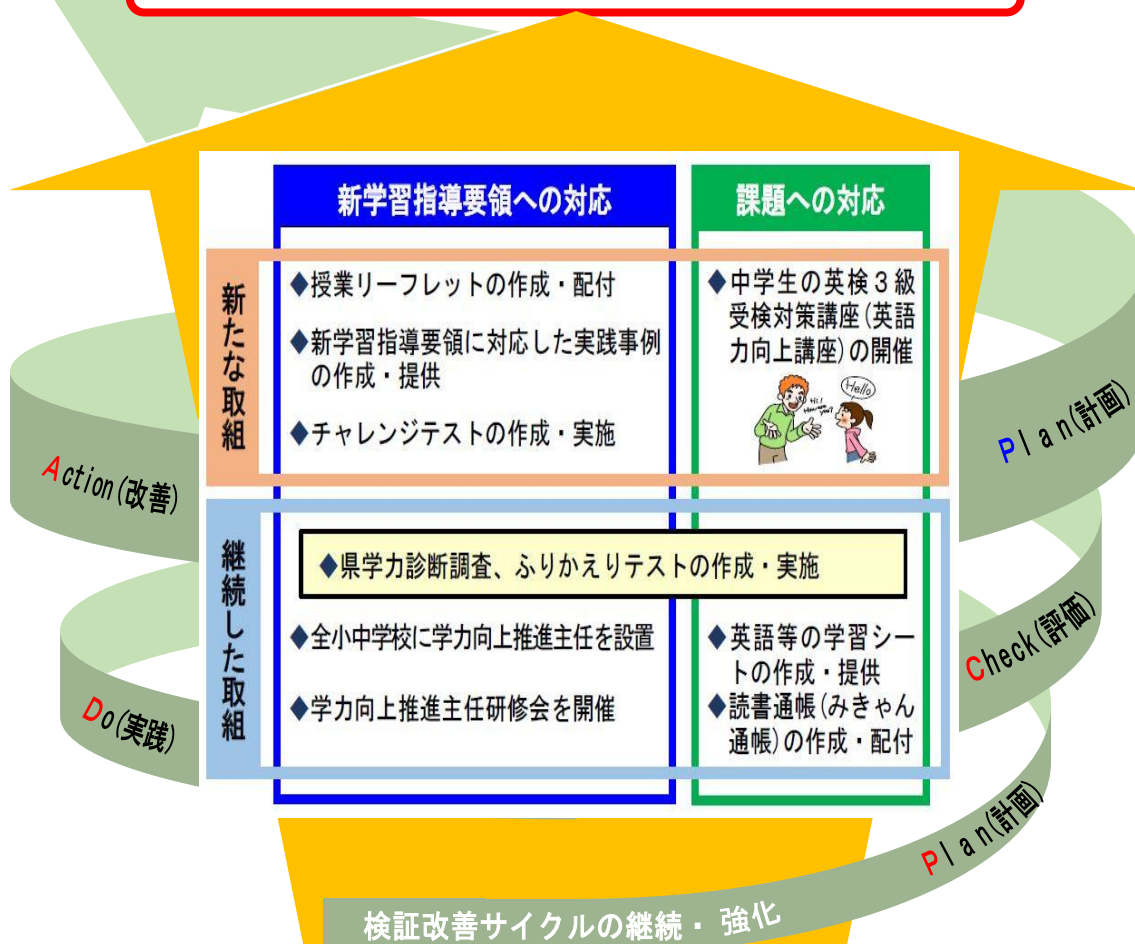 新学習指導要領への対応
課題への対応
新たな取組
◆授業リーフレットの作成・配付
◆新学習指導要領に対応した実践事例
の作成・提供
◆チャレンジテストの作成・実施
◆中学生の英検３級
受検対策講座(英語
力向上講座)の開催
Hi!
How are
you?
Hello
継続した取組
◆県学力診断調査、ふりかえりテストの作成・実施
◆全小中学校に学力向上推進主任を設置
◆学力向上推進主任研修会を開催
◆英語等の学習シー
トの作成・提供
◆読書通帳(みきゃん
通帳)の作成・配付
Action(改善)
Plan(計画)
Do(実践)
Check(評価)
Plan(計画)
検証改善サイクルの継続・強化